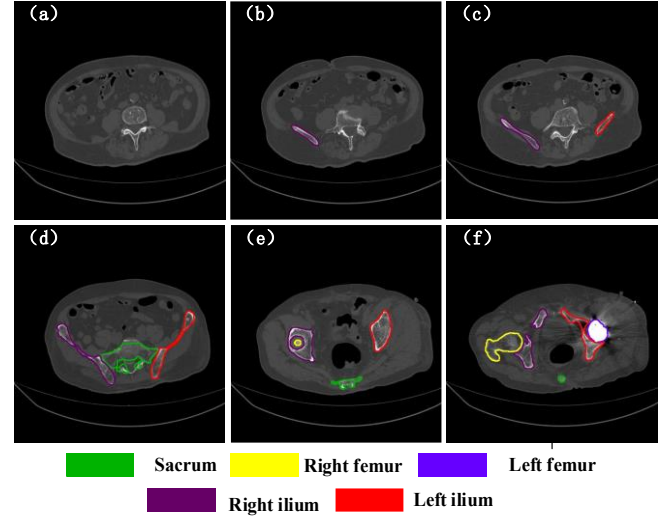 (a) (b) (c)
(d) (e) (f)
Sacrum Right femur Left femur
Right ilium Left ilium